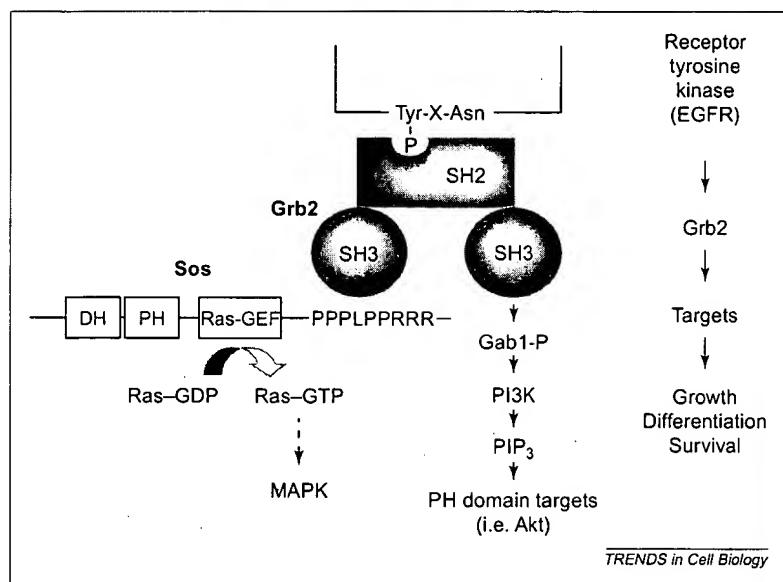 Tyr-X-Asn
P
SH2
Grb2
SH3
SH3
Sos
DH
PH
Ras-GEF
PPPLPPRRR
Ras–GDP
Ras–GTP
MAPK
Gab1-P
PI3K
PIP3
PH domain targets
(i.e. Akt)
Receptor
tyrosine
kinase
(EGFR)
Grb2
Targets
Growth
Differentiation
Survival
TRENDS in Cell Biology